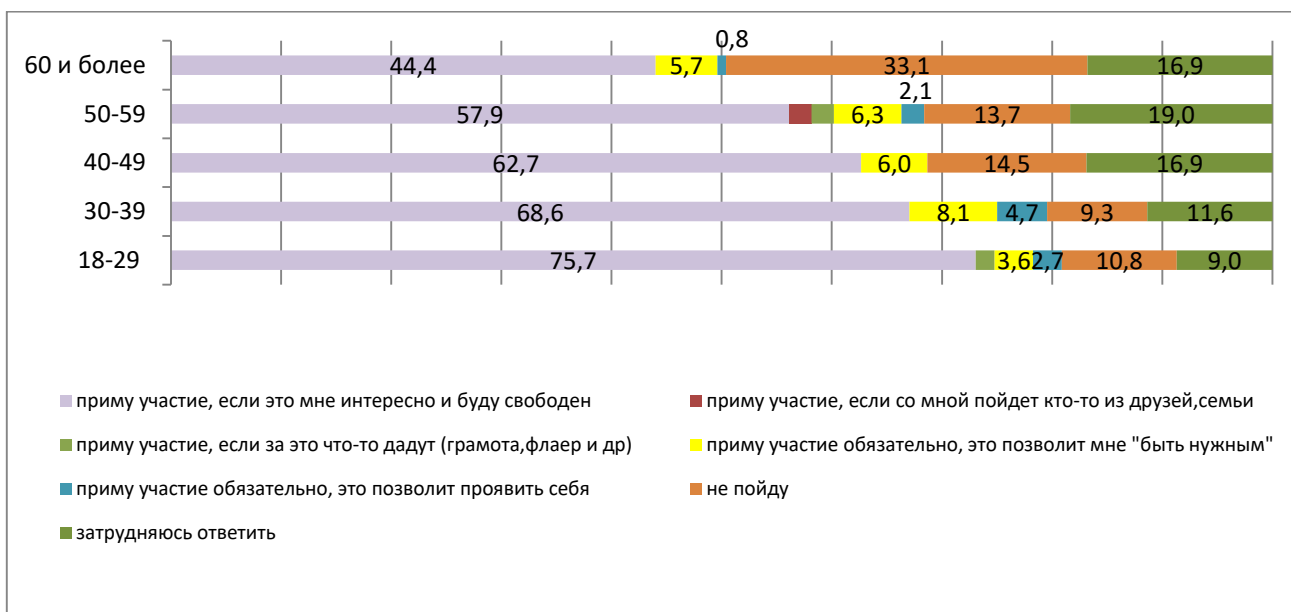 0,8
60 и более 44,4 5,7 33,1 16,9
2,1
50-59 57,9 6,3 13,7 19,0
40-49 62,7 6,0 14,5 16,9
30-39 68,6 8,1 4,7 9,3 11,6
18-29 75,7 3,6 2,7 10,8 9,0
приму участие, если это мне интересно и буду свободен
приму участие, если со мной пойдет кто-то из друзей,семьи
приму участие, если за это что-то дадут (грамота,флаер и др)
приму участие обязательно, это позволит мне "быть нужным"
приму участие обязательно, это позволит проявить себя
не пойду
затрудняюсь ответить